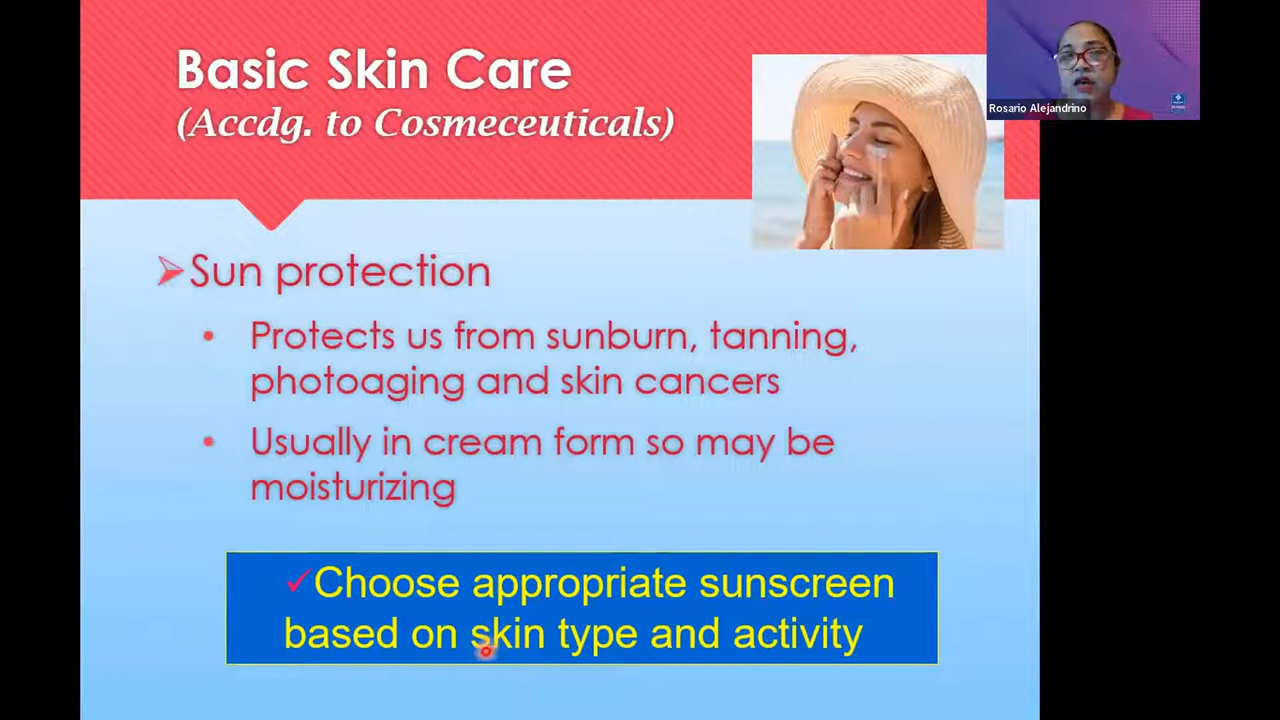 Basic Skin Care
(Accdg. to Cosmeceuticals)
Rosario Alejandrino
➢Sun protection
• Protects us from sunburn, tanning,
photoaging and skin cancers
• Usually in cream form so may be
moisturizing
✓Choose appropriate sunscreen
based on skin type and activity